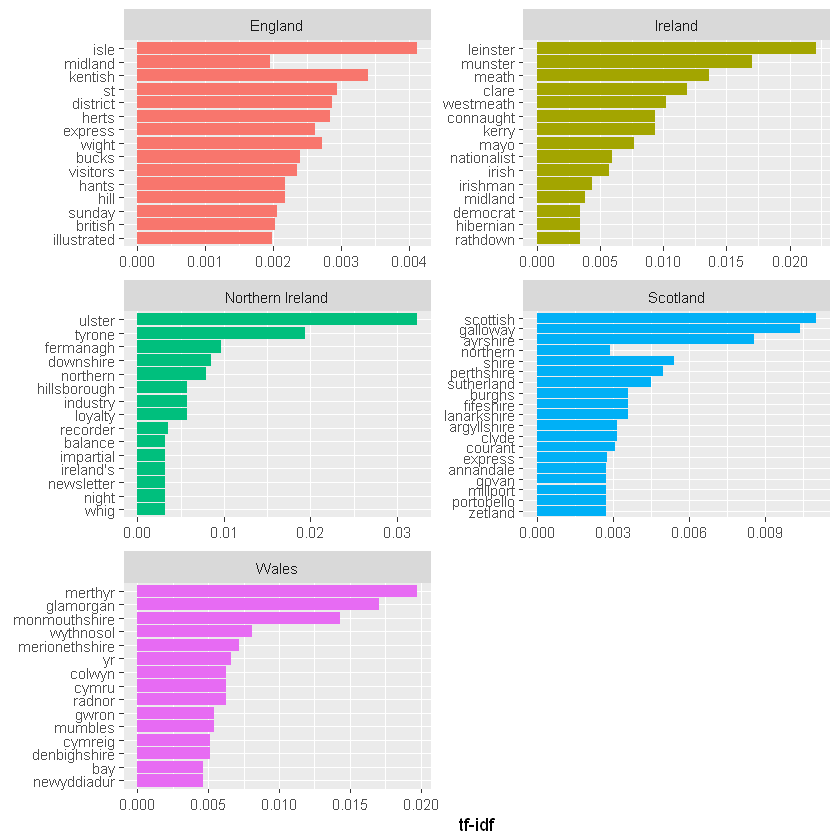 England
isle
midland
kentish
st
district
herts
express
wight
bucks
visitors
hants
hill
sunday
british
illustrated
0.000 0.001 0.002 0.003 0.004
Ireland
leinster
munster
meath
clare
westmeath
connaught
kerry
mayo
nationalist
irish
irishman
midland
democrat
hibernian
rathdown
0.000 0.005 0.010 0.015 0.020
Northern Ireland
ulster
tyrone
fermanagh
downshire
northern
hillsborough
industry
loyalty
recorder
balance
impartial
ireland's
newsletter
night
whig
0.00 0.01 0.02 0.03
Scotland
scottish
galloway
ayrshire
northern
shire
perthshire
sutherland
burghs
fifeshire
lanarkshire
argyllshire
clyde
courant
express
annandale
govan
millport
portobello
zetland
0.000 0.003 0.006 0.009
Wales
merthyr
glamorgan
monmouthshire
wythnosol
merionethshire
yr
colwyn
cymru
radnor
gwron
mumbles
cymreig
denbighshire
bay
newyddiadur
0.000 0.005 0.010 0.015 0.020
tf-idf